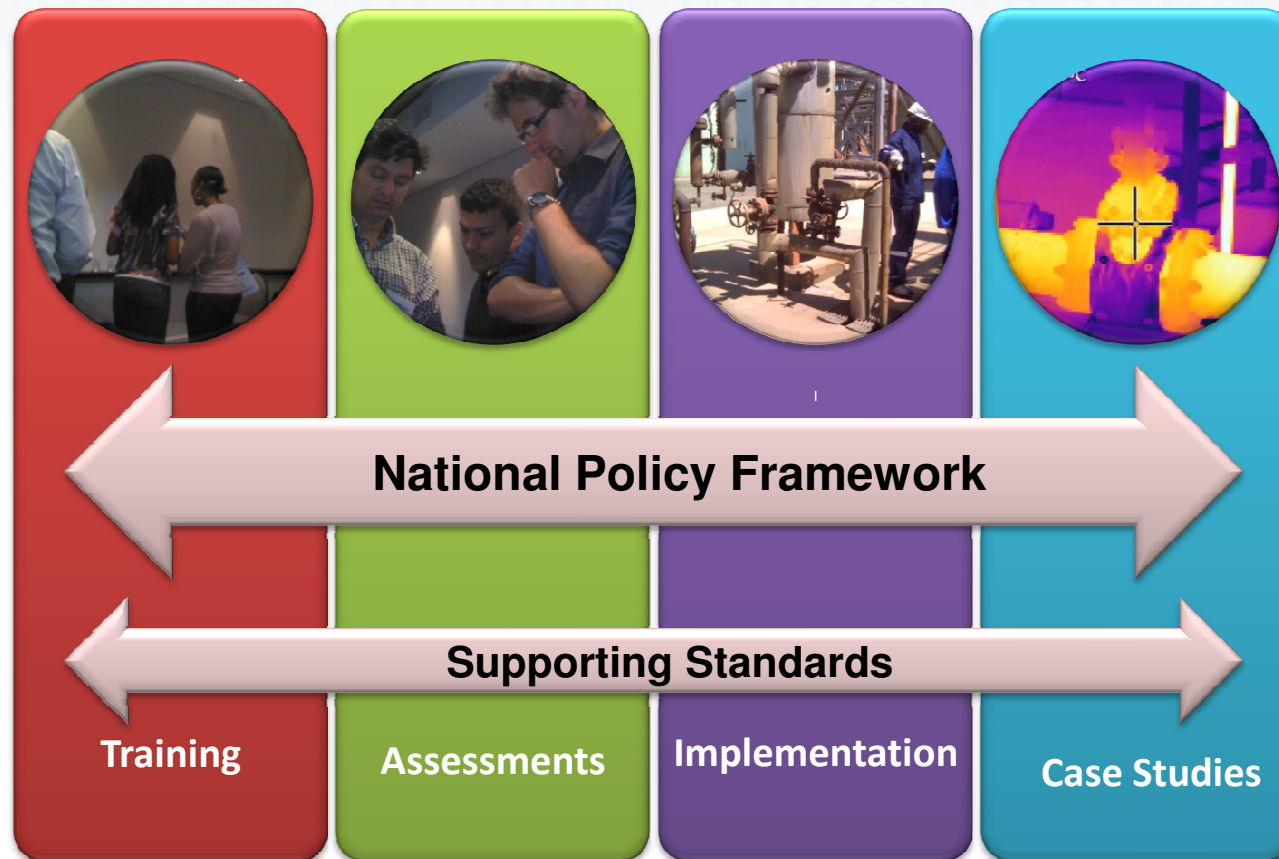 National Policy Framework
Supporting Standards
Training
Assessments
Implementation
Case Studies